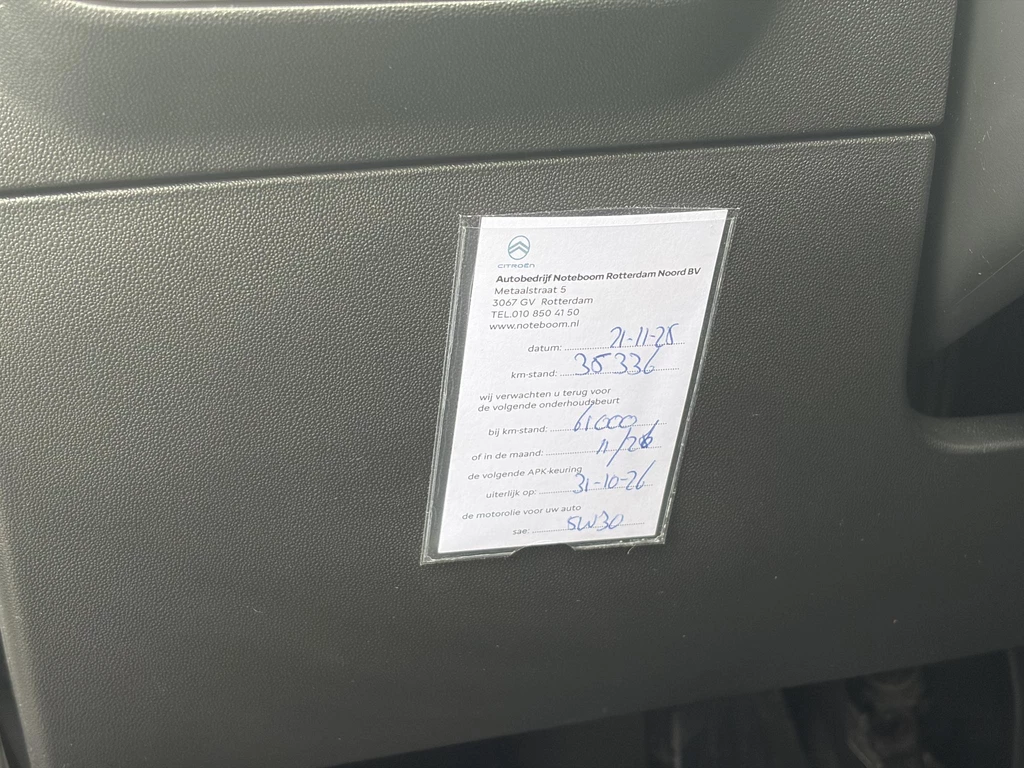 CITROËN
Autobedrijf Noteboom Rotterdam Noord BV
Metaalstraat 5
3067 GV Rotterdam
TEL.010 850 41 50
www.noteboom.nl
datum: 21-11-25
km-stand: 35336
wij verwachten u terug voor
de volgende onderhoudsbeurt
bij km-stand: 61000
of in de maand: 11/26
de volgende APK-keuring
uiterlijk op: 31-10-26
de motorolie voor uw auto
sae: 5W30